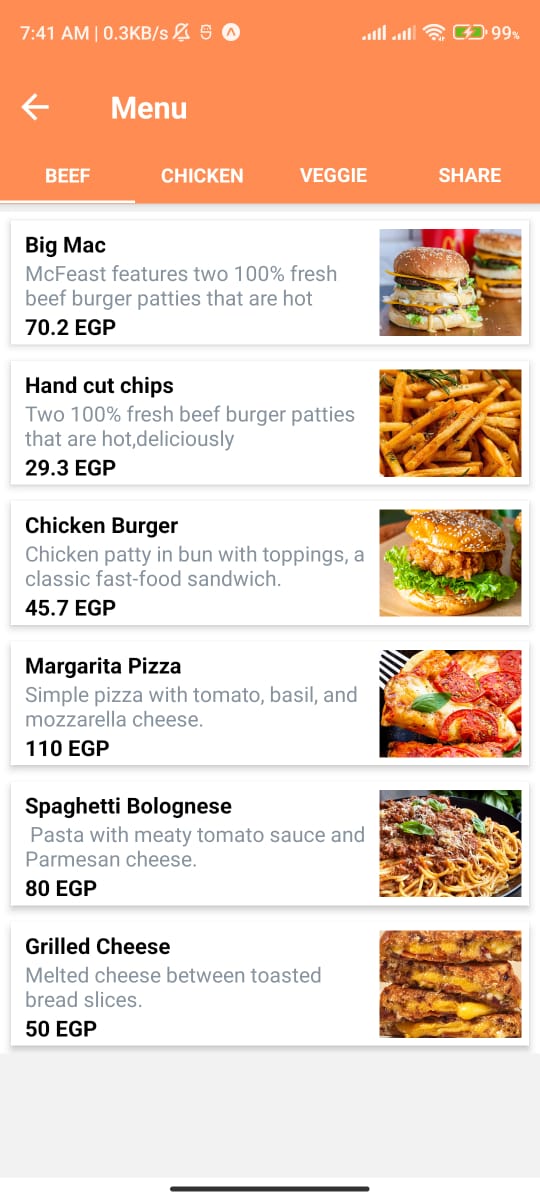 7:41 AM | 0.3KB/s 99%
Menu
BEEF CHICKEN VEGGIE SHARE
Big Mac
McFeast features two 100% fresh
beef burger patties that are hot
70.2 EGP
Hand cut chips
Two 100% fresh beef burger patties
that are hot,deliciously
29.3 EGP
Chicken Burger
Chicken patty in bun with toppings, a
classic fast-food sandwich.
45.7 EGP
Margarita Pizza
Simple pizza with tomato, basil, and
mozzarella cheese.
110 EGP
Spaghetti Bolognese
Pasta with meaty tomato sauce and
Parmesan cheese.
80 EGP
Grilled Cheese
Melted cheese between toasted
bread slices.
50 EGP